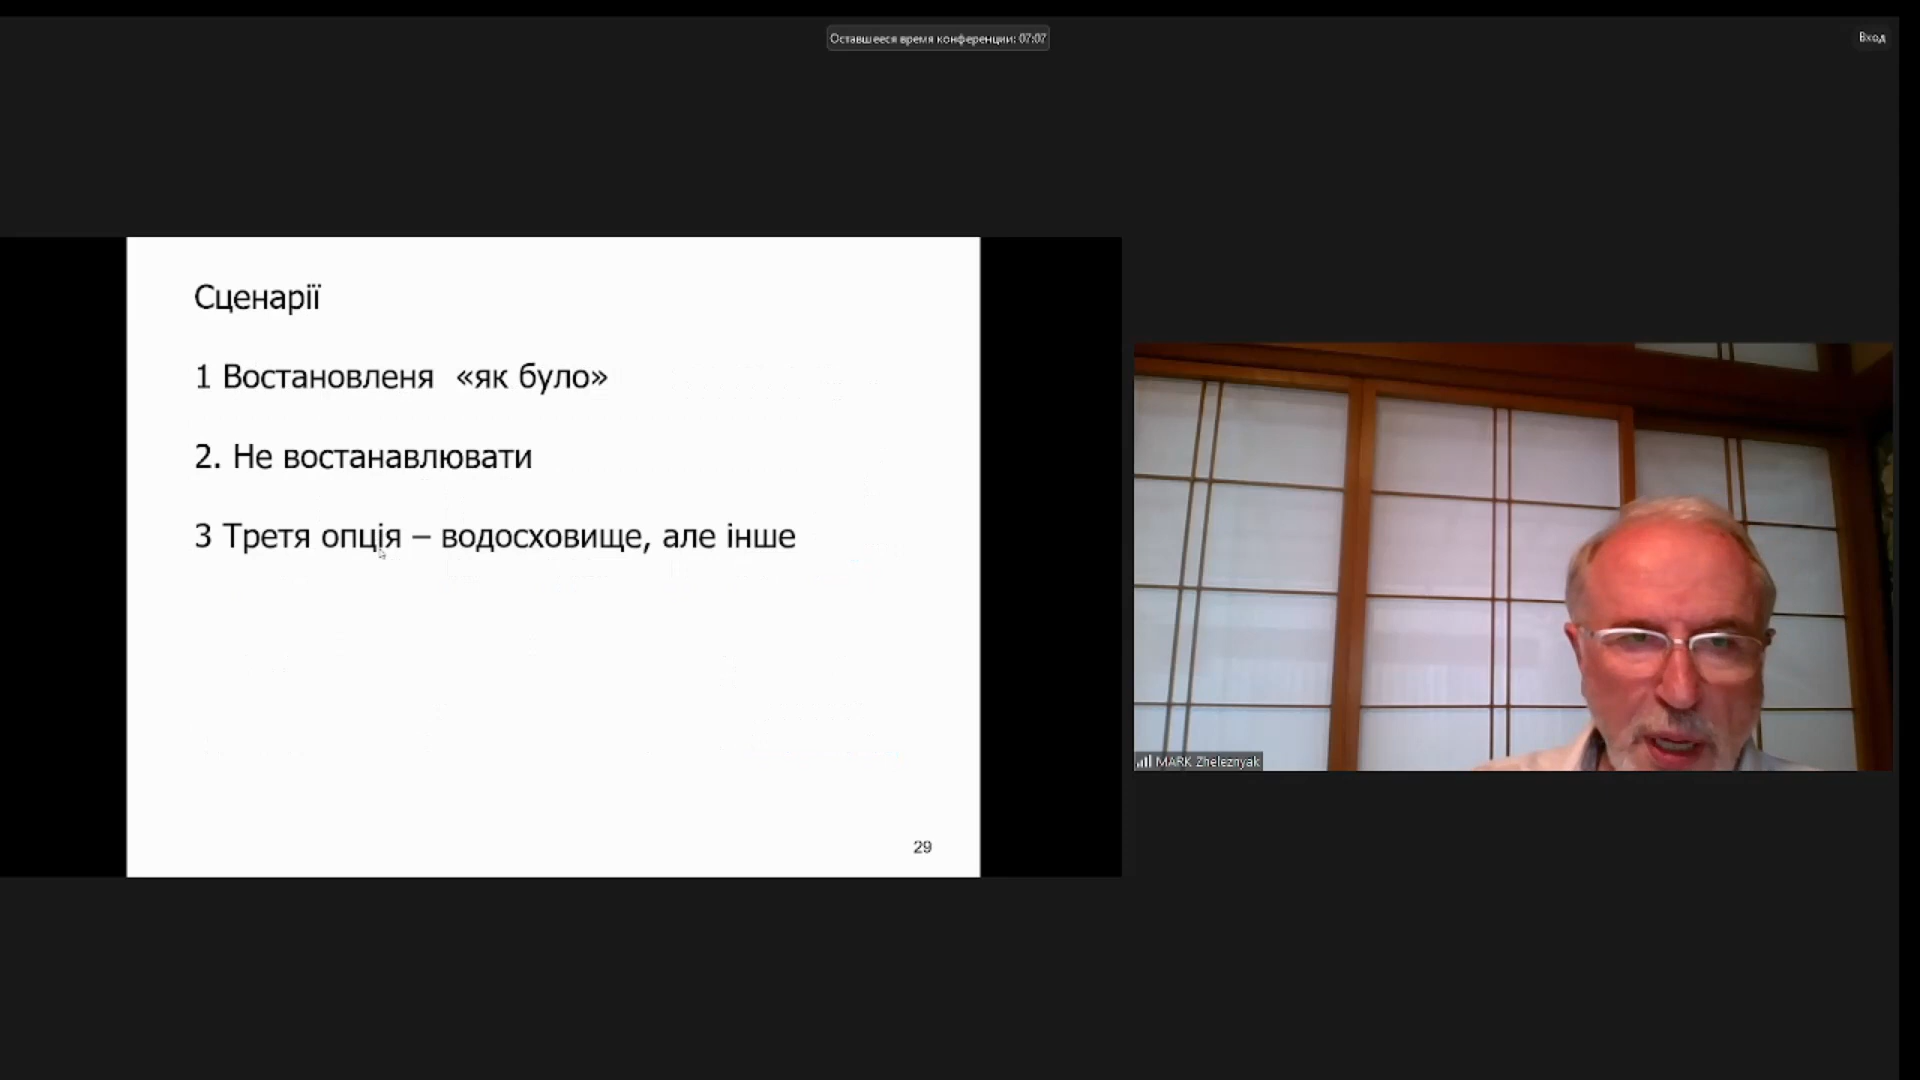 Оставшееся время конференции: 07:07
Вход
Сценарії
1 Востановленя «як було»
2. Не востанавлювати
3 Третя опція – водосховище, але інше
29
MARK Zheleznyak